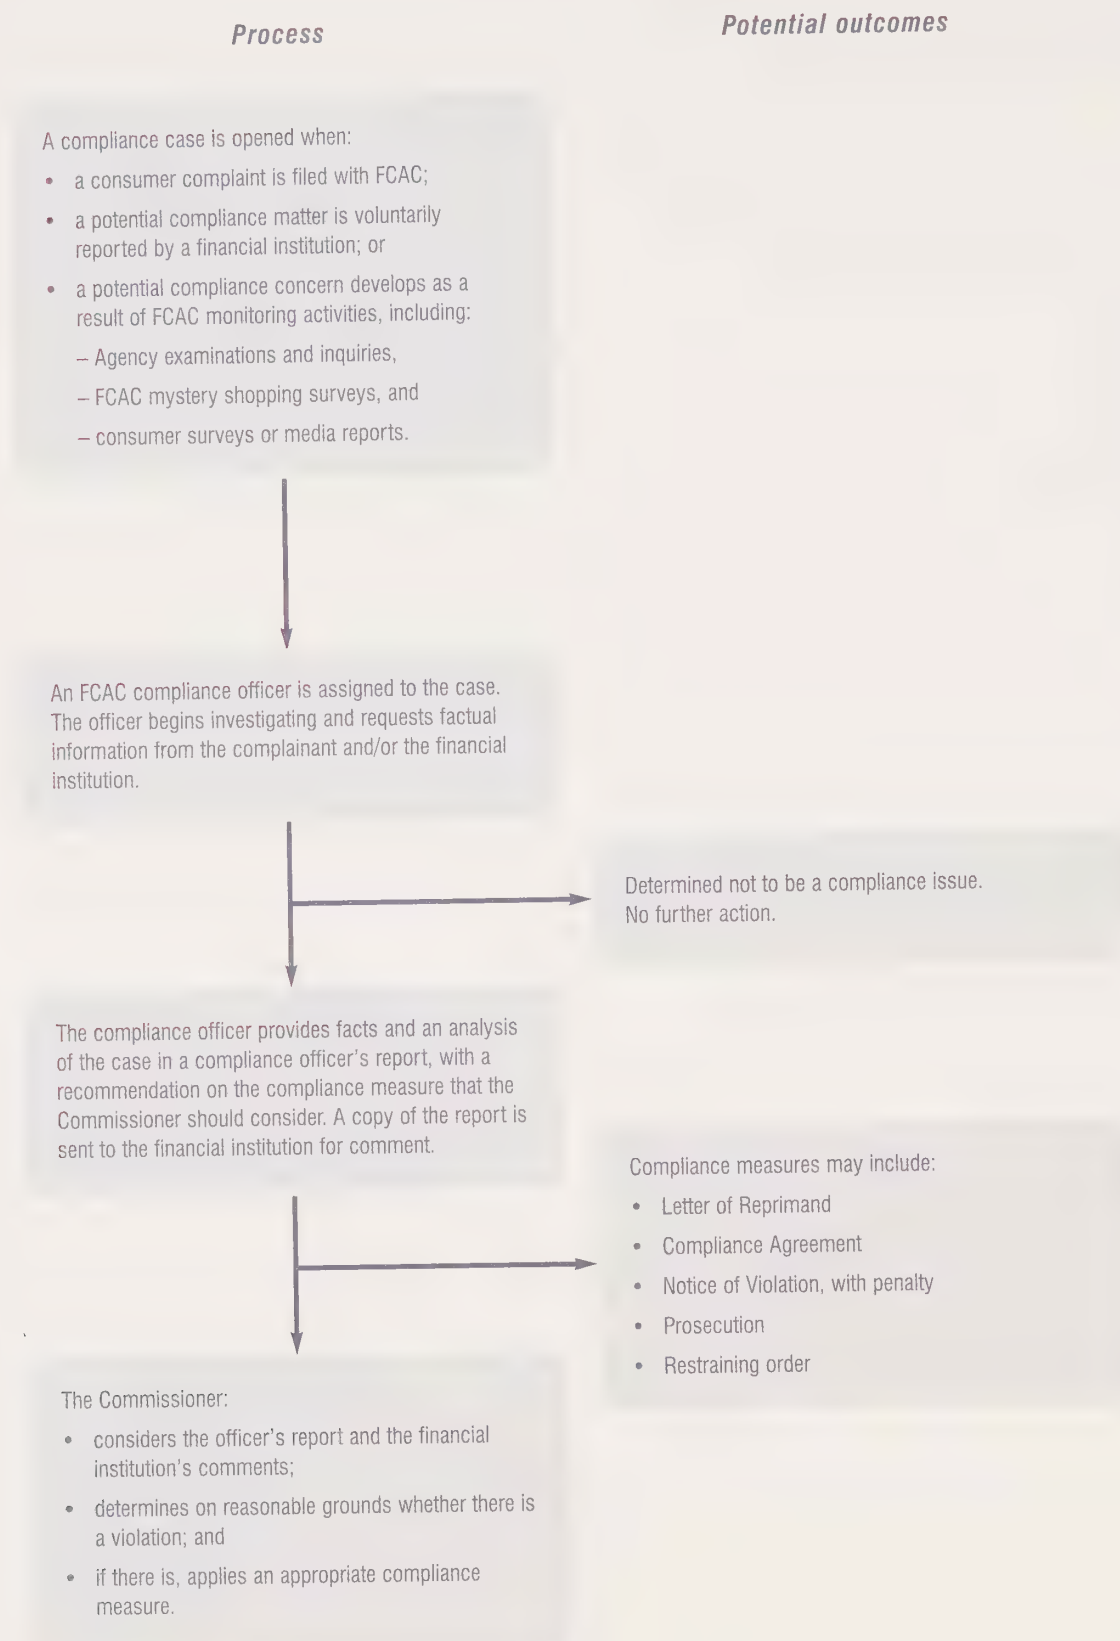 Process
Potential outcomes
A compliance case is opened when:
• a consumer complaint is filed with FCAC;
• a potential compliance matter is voluntarily
reported by a financial institution; or
• a potential compliance concern develops as a
result of FCAC monitoring activities, including:
– Agency examinations and inquiries,
– FCAC mystery shopping surveys, and
– consumer surveys or media reports.
An FCAC compliance officer is assigned to the case.
The officer begins investigating and requests factual
information from the complainant and/or the financial
institution.
Determined not to be a compliance issue.
No further action.
The compliance officer provides facts and an analysis
of the case in a compliance officer's report, with a
recommendation on the compliance measure that the
Commissioner should consider. A copy of the report is
sent to the financial institution for comment.
Compliance measures may include:
• Letter of Reprimand
• Compliance Agreement
• Notice of Violation, with penalty
• Prosecution
• Restraining order
The Commissioner:
• considers the officer's report and the financial
institution's comments;
• determines on reasonable grounds whether there is
a violation; and
• if there is, applies an appropriate compliance
measure.